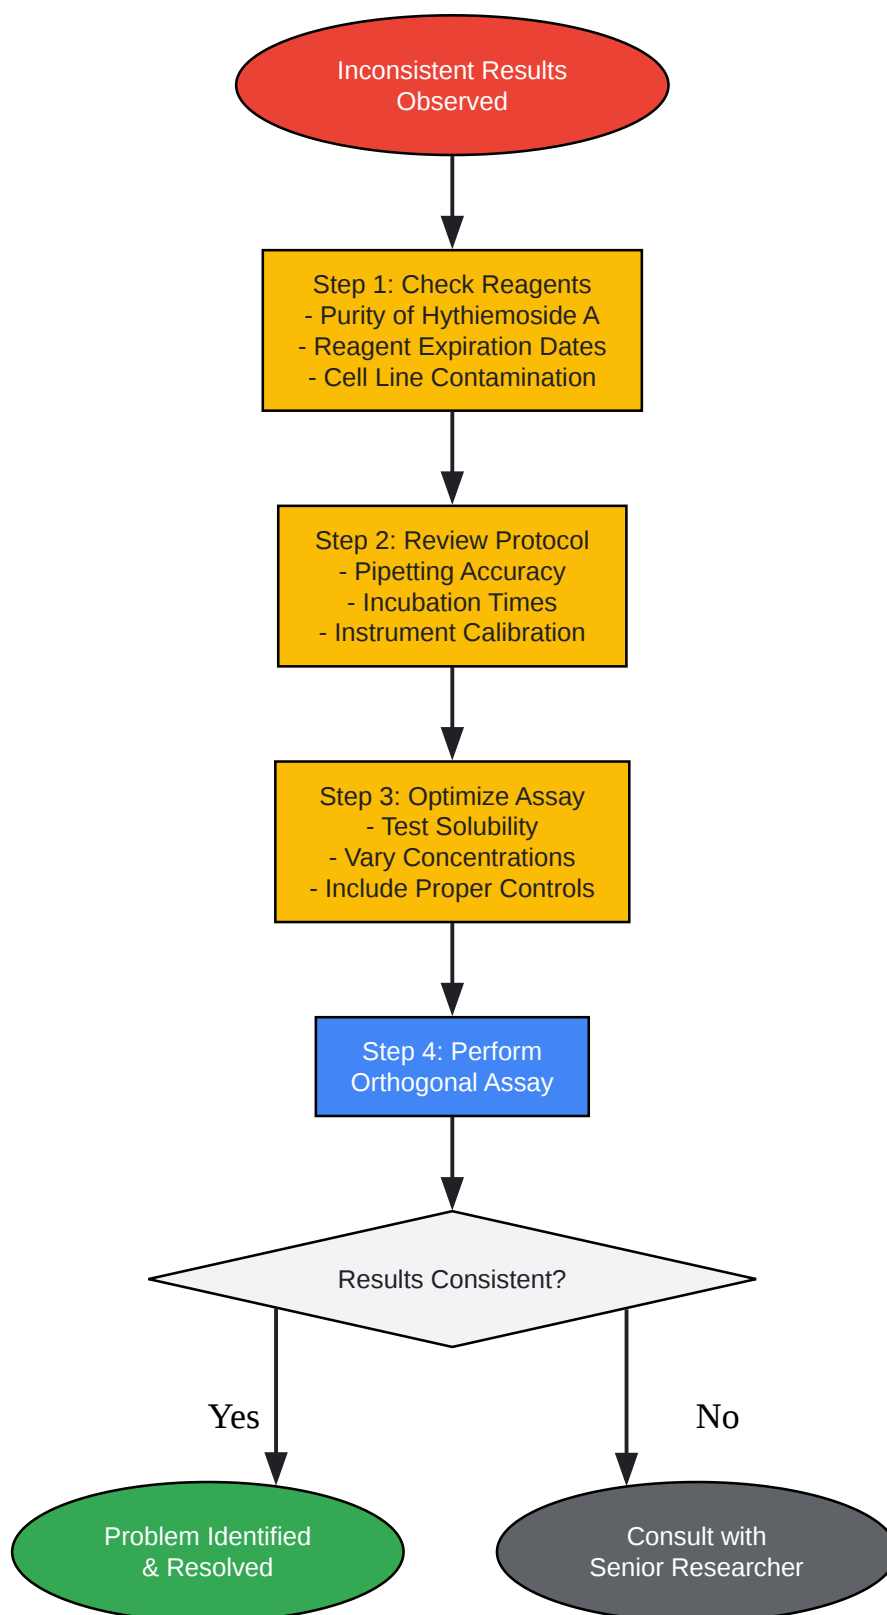 Inconsistent Results
Observed
Step 1: Check Reagents
- Purity of Hythiemoside A
- Reagent Expiration Dates
- Cell Line Contamination
Step 2: Review Protocol
- Pipetting Accuracy
- Incubation Times
- Instrument Calibration
Step 3: Optimize Assay
- Test Solubility
- Vary Concentrations
- Include Proper Controls
Step 4: Perform
Orthogonal Assay
Results Consistent?
Yes
No
Problem Identified
& Resolved
Consult with
Senior Researcher